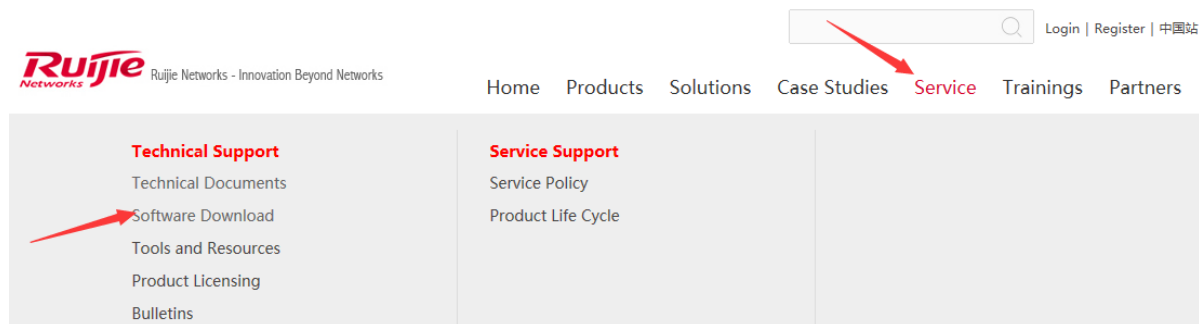 Login | Register | 中国站
Ruijie Networks
Ruijie Networks - Innovation Beyond Networks
Home Products Solutions Case Studies Service Trainings Partners
Technical Support
Technical Documents
Software Download
Tools and Resources
Product Licensing
Bulletins
Service Support
Service Policy
Product Life Cycle